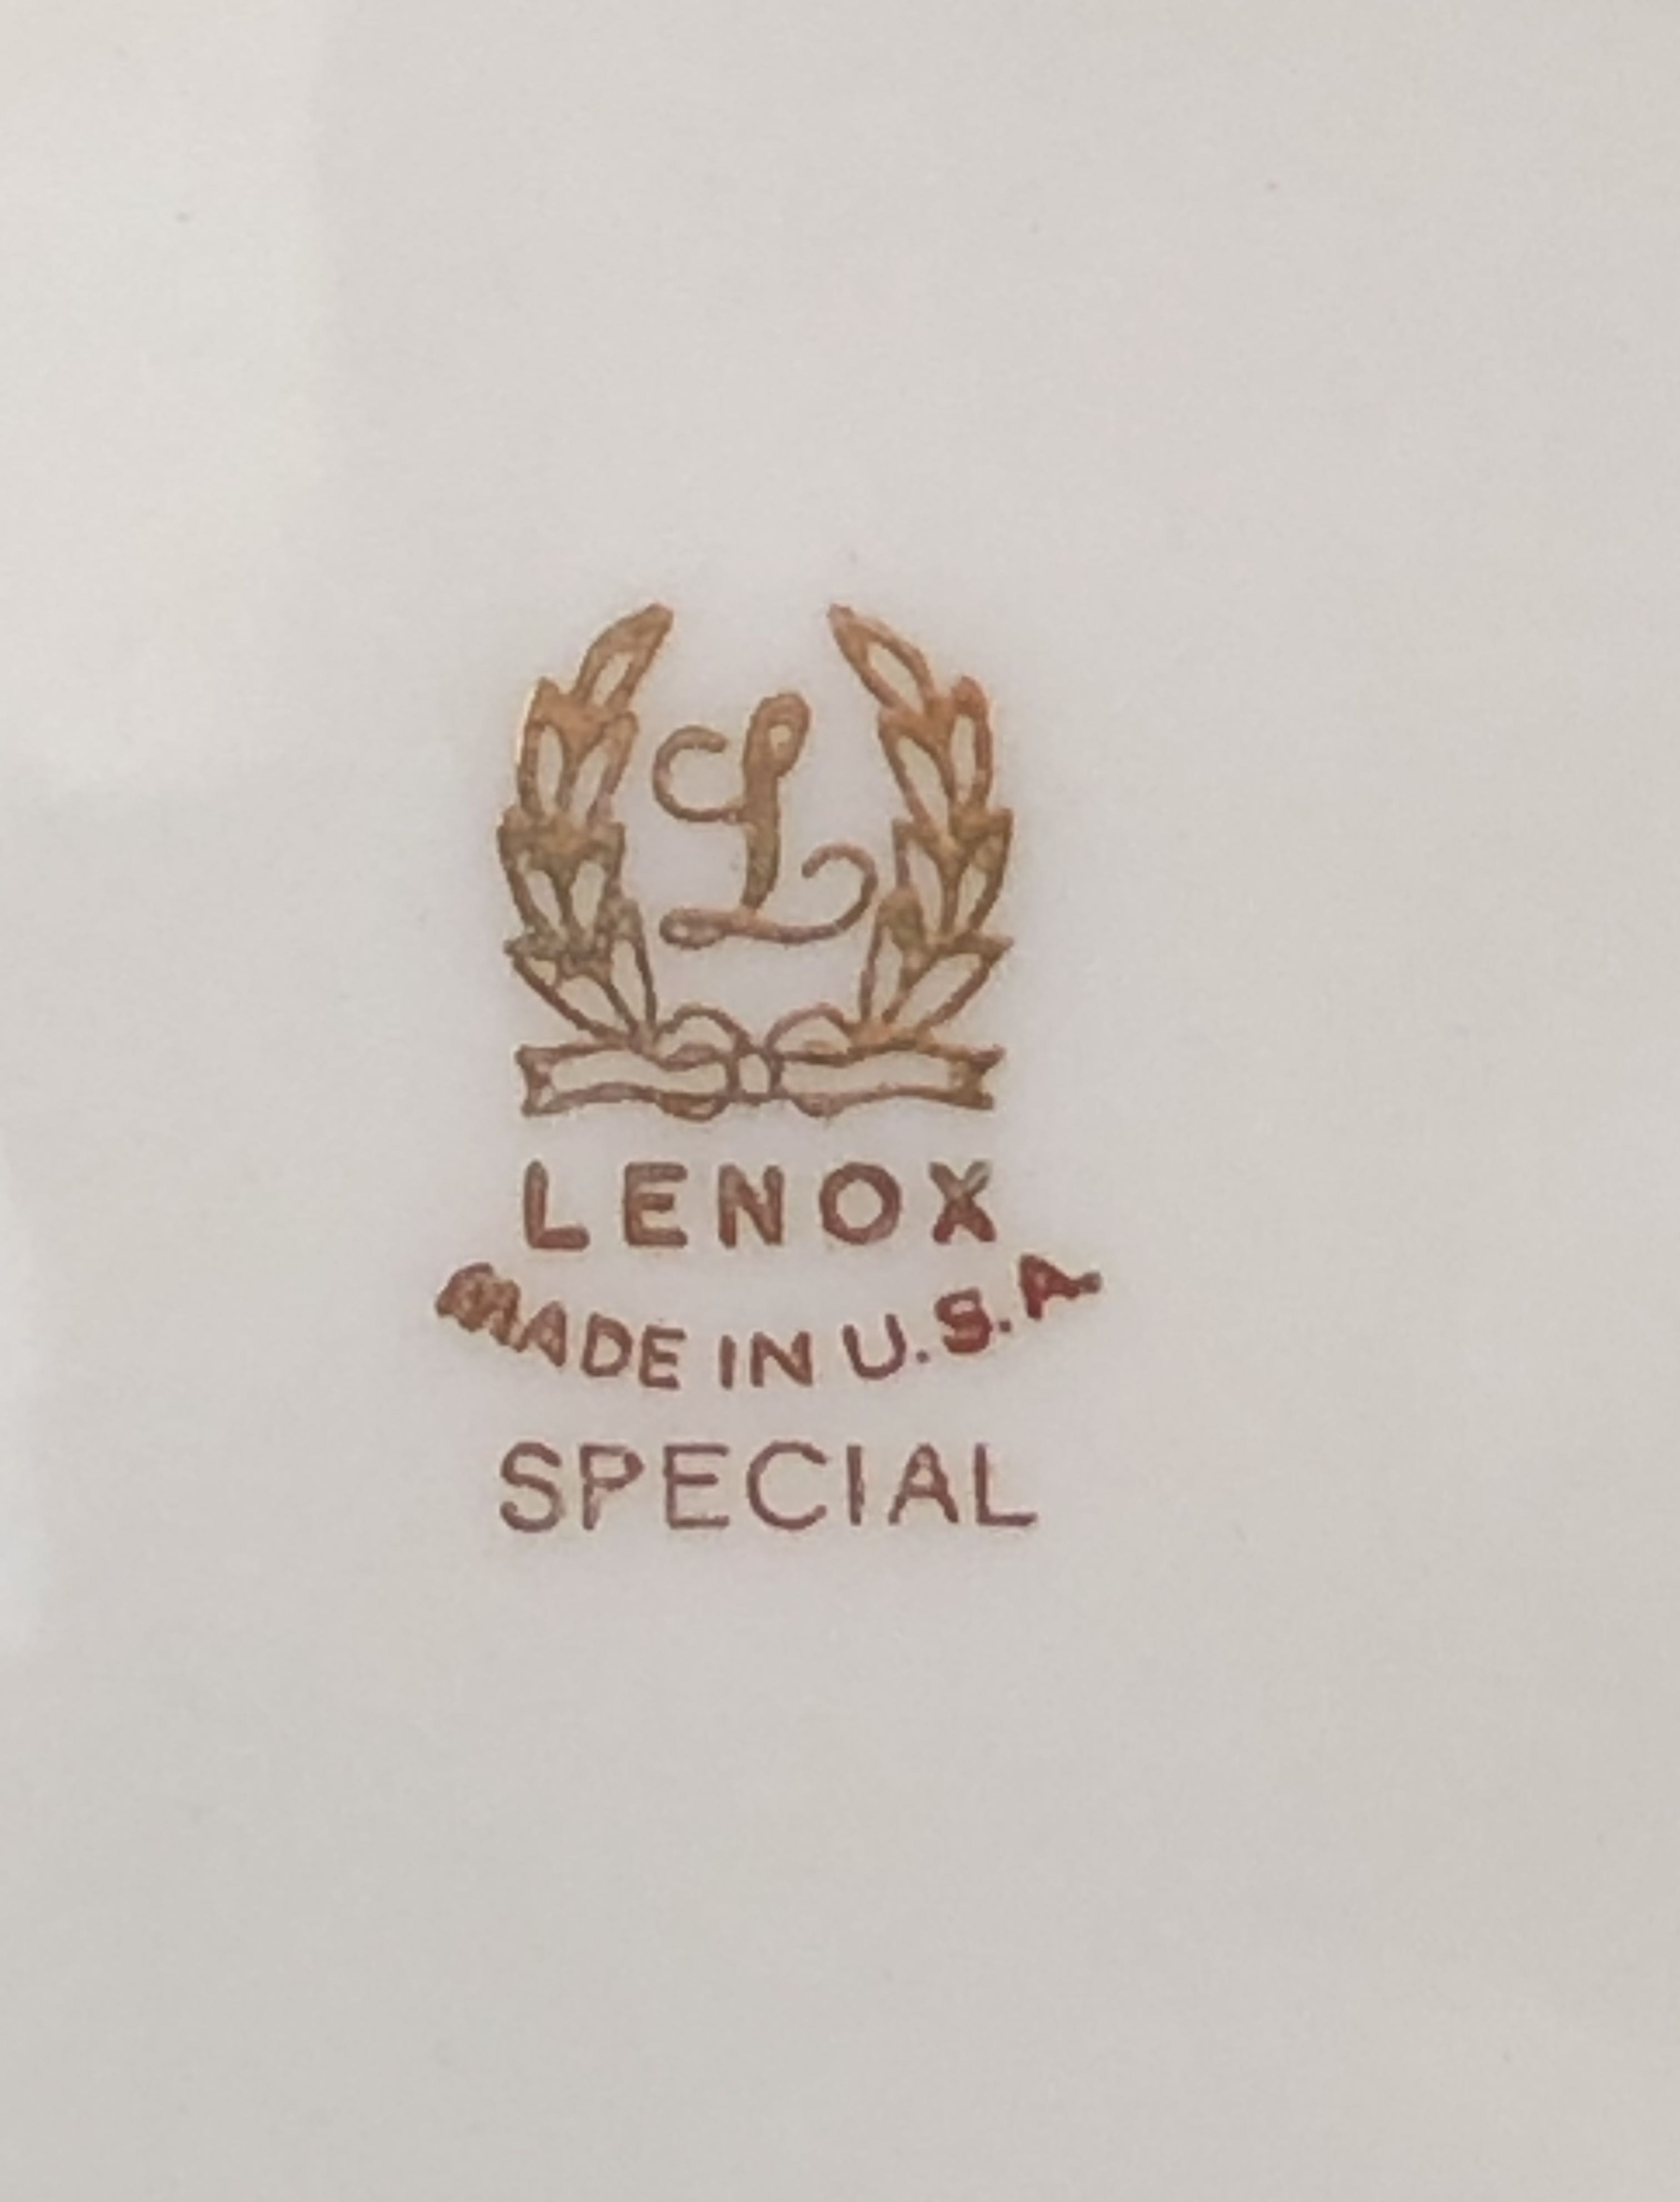 L
LENOX
MADE IN U.S.A.
SPECIAL